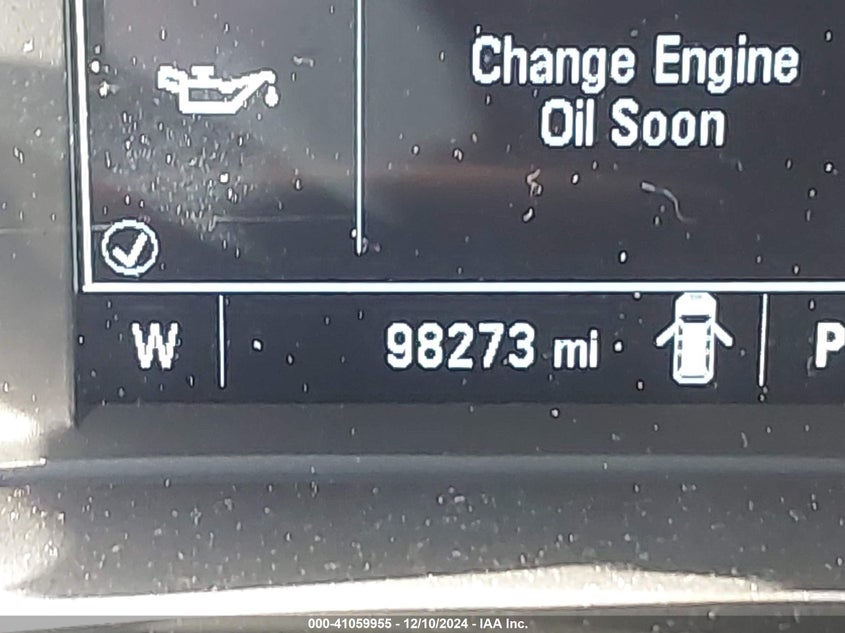 Change Engine
Oil Soon
W
98273 mi
P
000-41059955 - 12/10/2024 - IAA Inc.